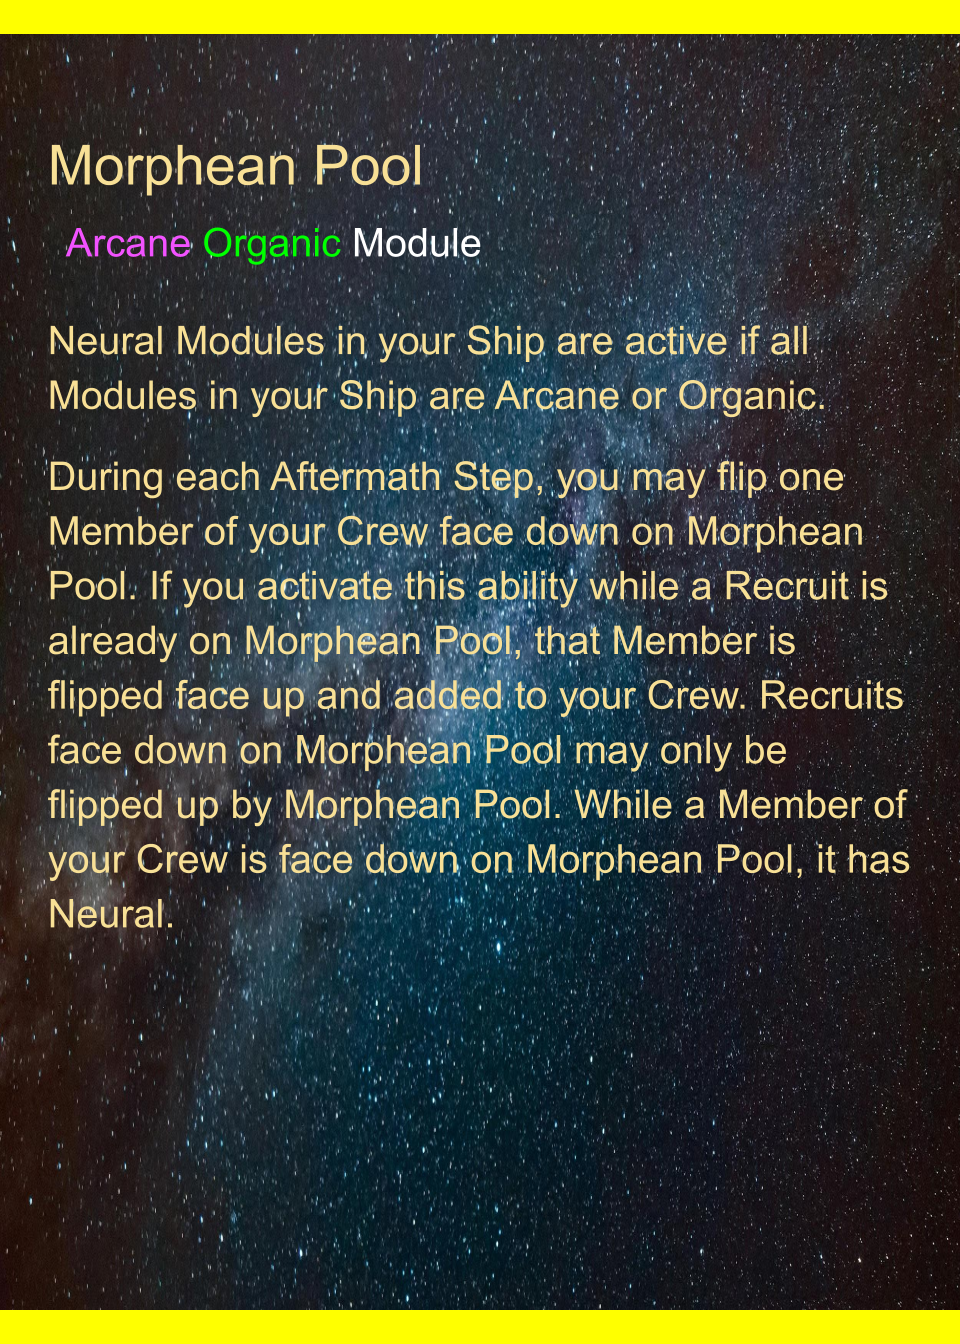 Morphean Pool
Arcane Organic Module
Neural Modules in your Ship are active if all
Modules in your Ship are Arcane or Organic.
During each Aftermath Step, you may flip one
Member of your Crew face down on Morphean
Pool. If you activate this ability while a Recruit is
already on Morphean Pool, that Member is
flipped face up and added to your Crew. Recruits
face down on Morphean Pool may only be
flipped up by Morphean Pool. While a Member of
your Crew is face down on Morphean Pool, it has
Neural.